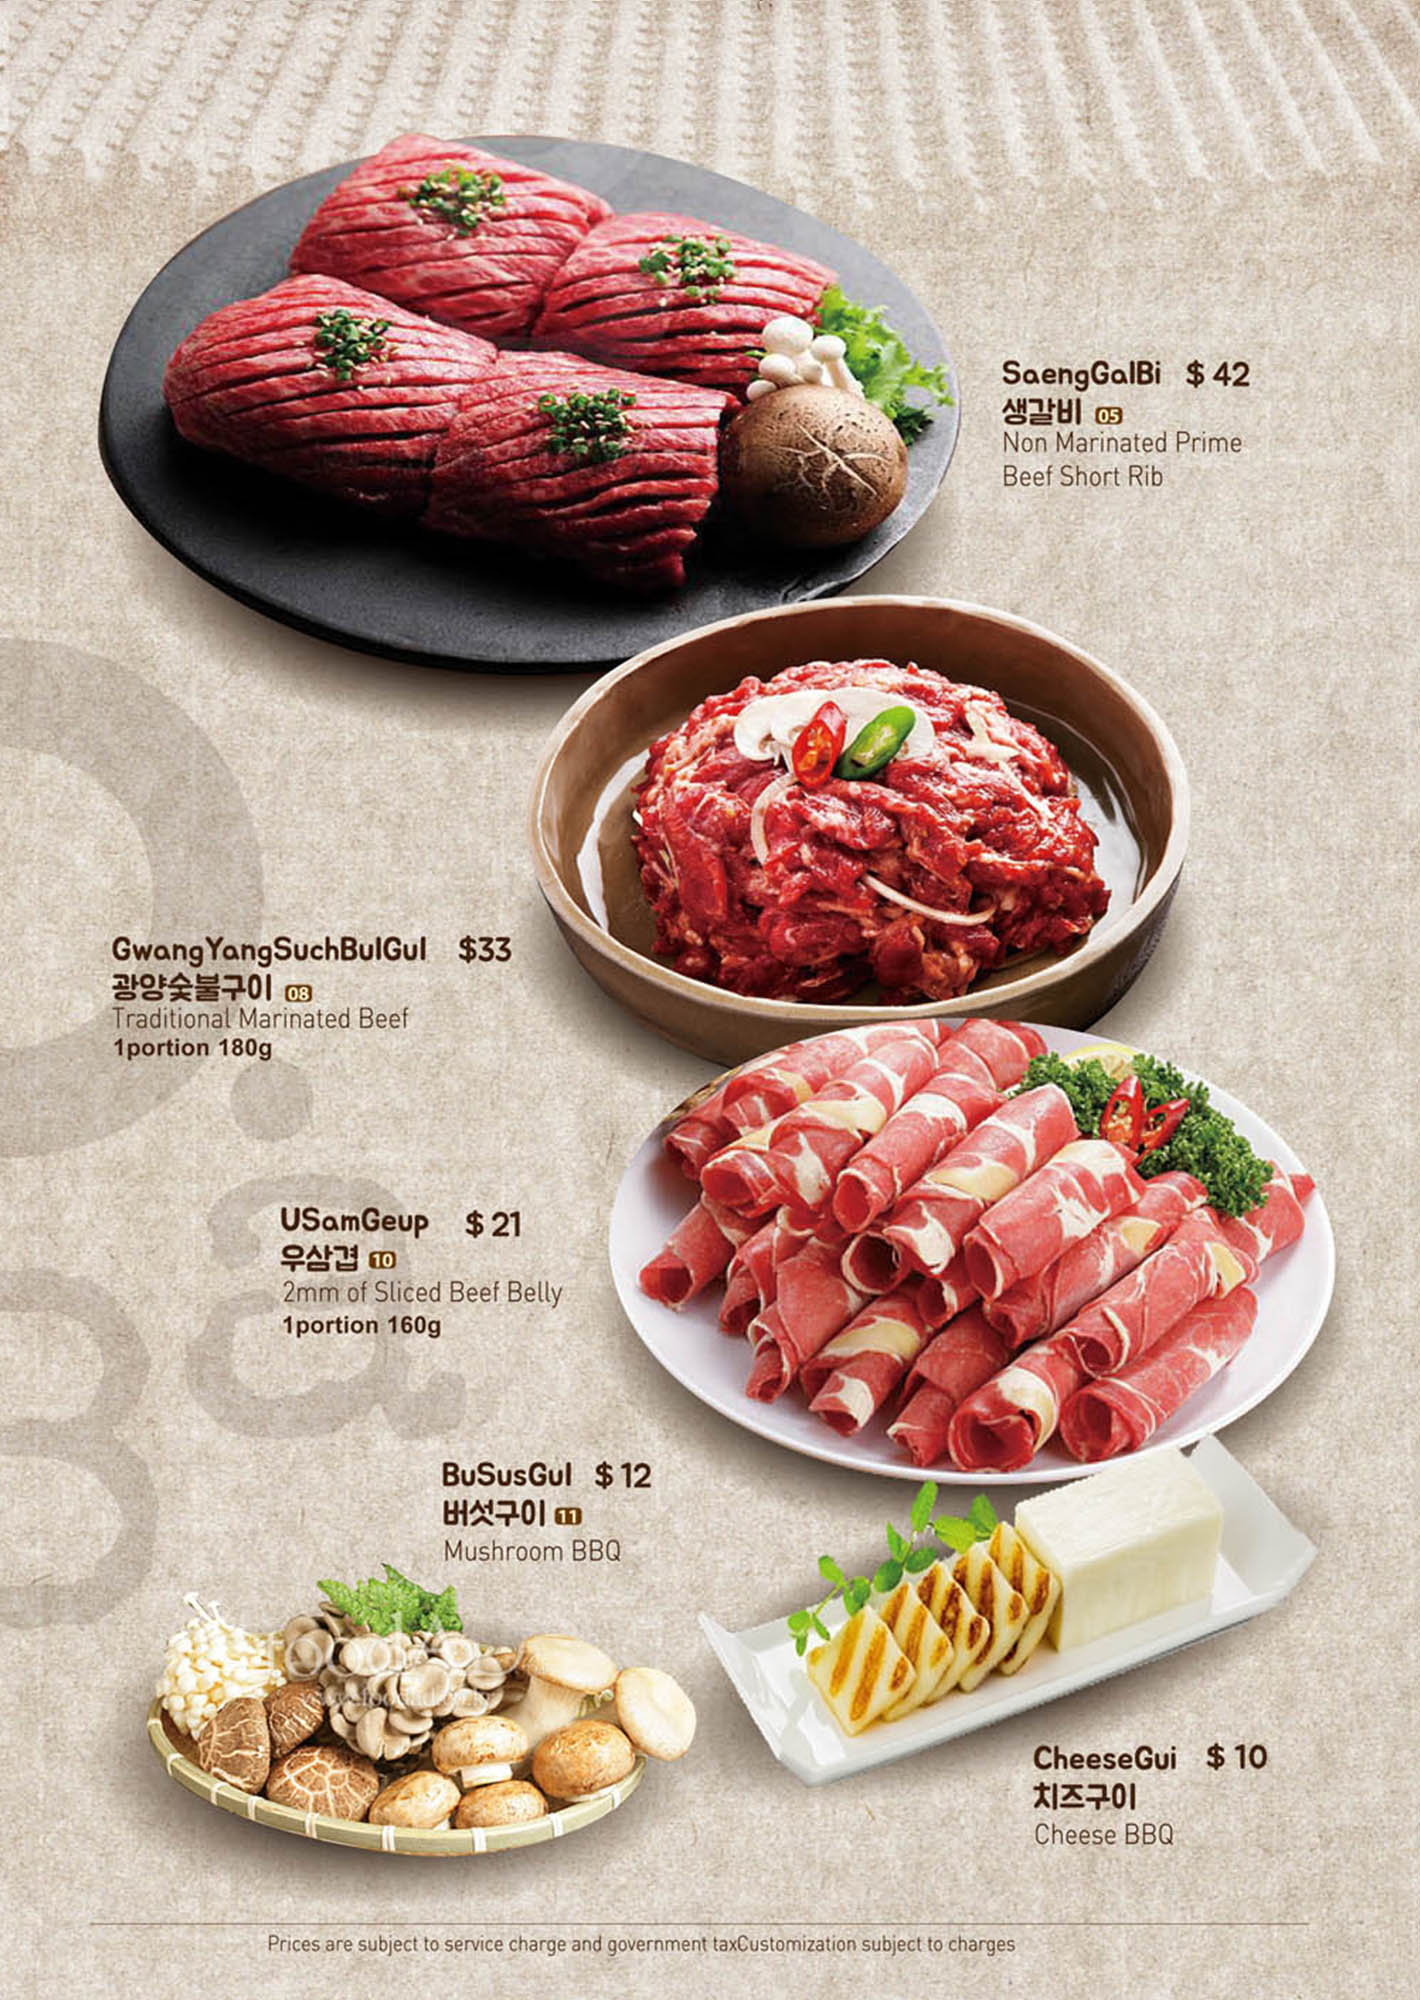 SaengGalBi $ 42
생갈비 05
Non Marinated Prime
Beef Short Rib
GwangYangSuchBulGul $33
광양숯불구이 08
Traditional Marinated Beef
1portion 180g
USamGeup $ 21
우삼겹 10
2mm of Sliced Beef Belly
1portion 160g
BuSusGul $ 12
버섯구이 11
Mushroom BBQ
CheeseGui $ 10
치즈구이
Cheese BBQ
Prices are subject to service charge and government taxCustomization subject to charges